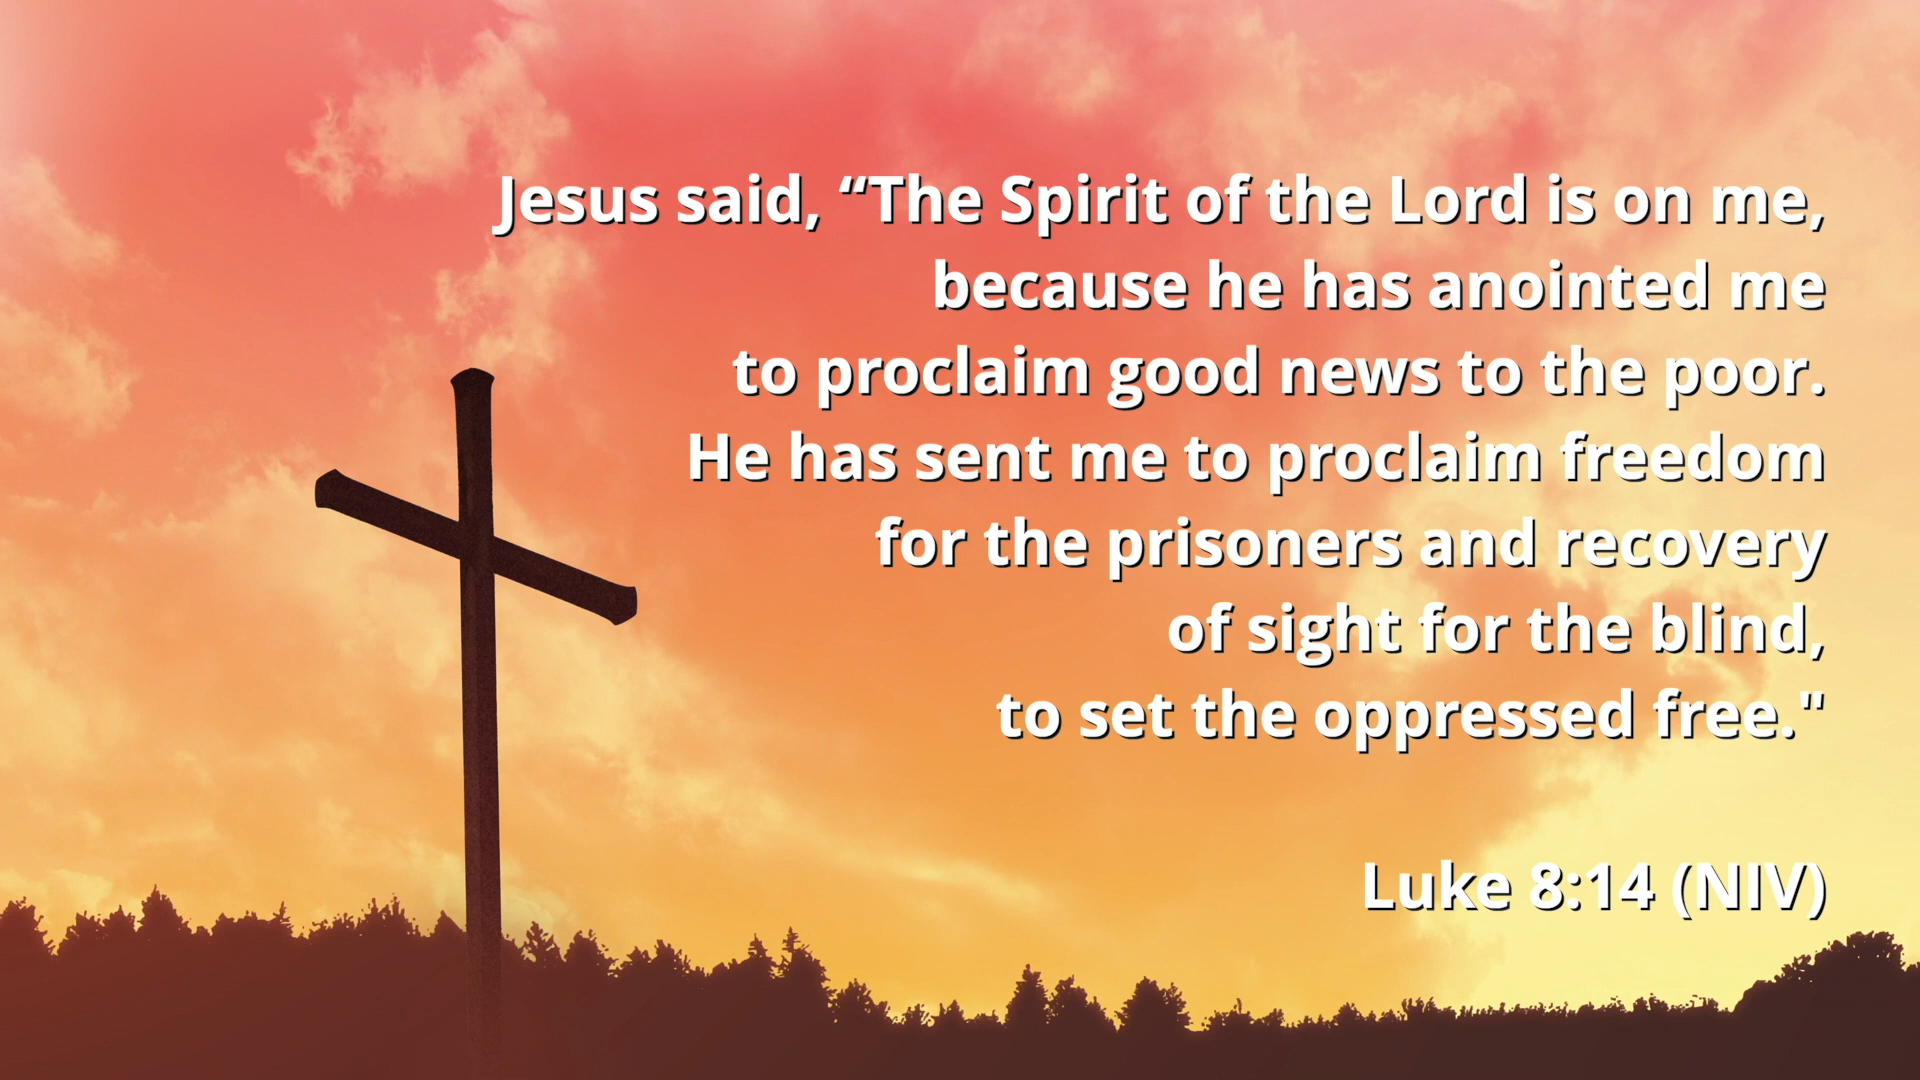 Jesus said, “The Spirit of the Lord is on me,
because he has anointed me
to proclaim good news to the poor.
He has sent me to proclaim freedom
for the prisoners and recovery
of sight for the blind,
to set the oppressed free."
Luke 8:14 (NIV)